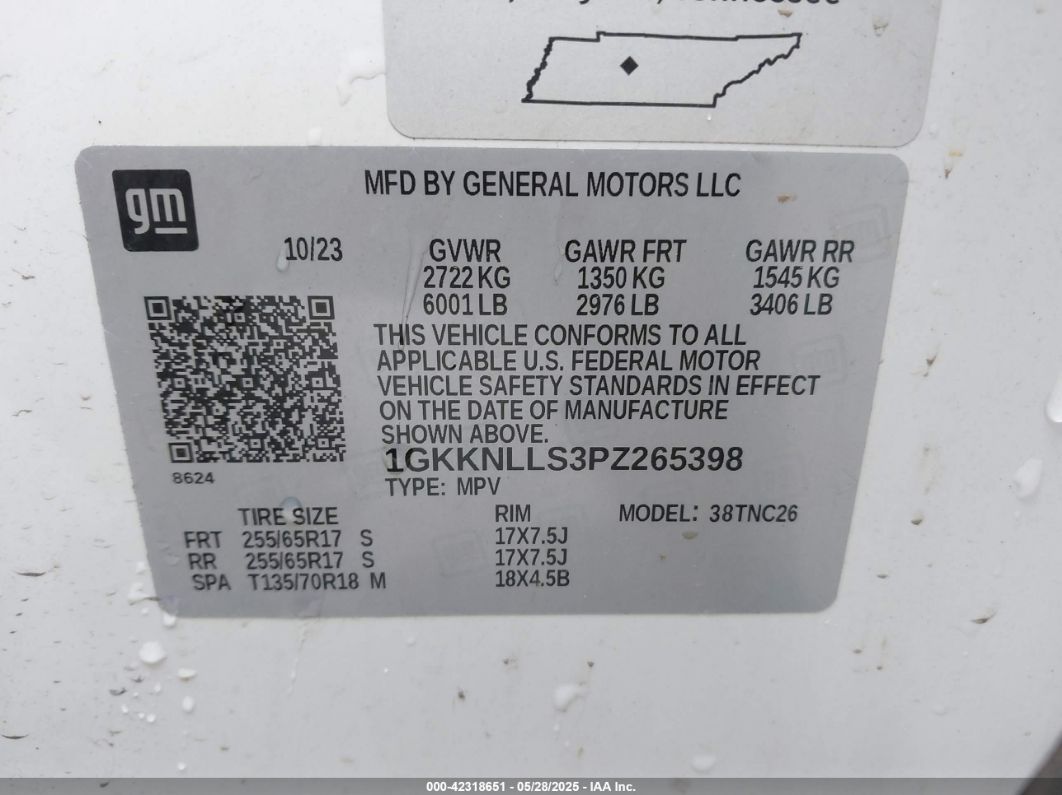 gm
MFD BY GENERAL MOTORS LLC
10/23 GVWR GAWR FRT GAWR RR
2722 KG 1350 KG 1545 KG
6001 LB 2976 LB 3406 LB
THIS VEHICLE CONFORMS TO ALL
APPLICABLE U.S. FEDERAL MOTOR
VEHICLE SAFETY STANDARDS IN EFFECT
ON THE DATE OF MANUFACTURE
SHOWN ABOVE.
1GKKNLLS3PZ265398
8624
TYPE: MPV
TIRE SIZE RIM MODEL: 38TNC26
FRT 255/65R17 S 17X7.5J
RR 255/65R17 S 17X7.5J
SPA T135/70R18 M 18X4.5B
000-42318651 - 05/28/2025 - IAA Inc.